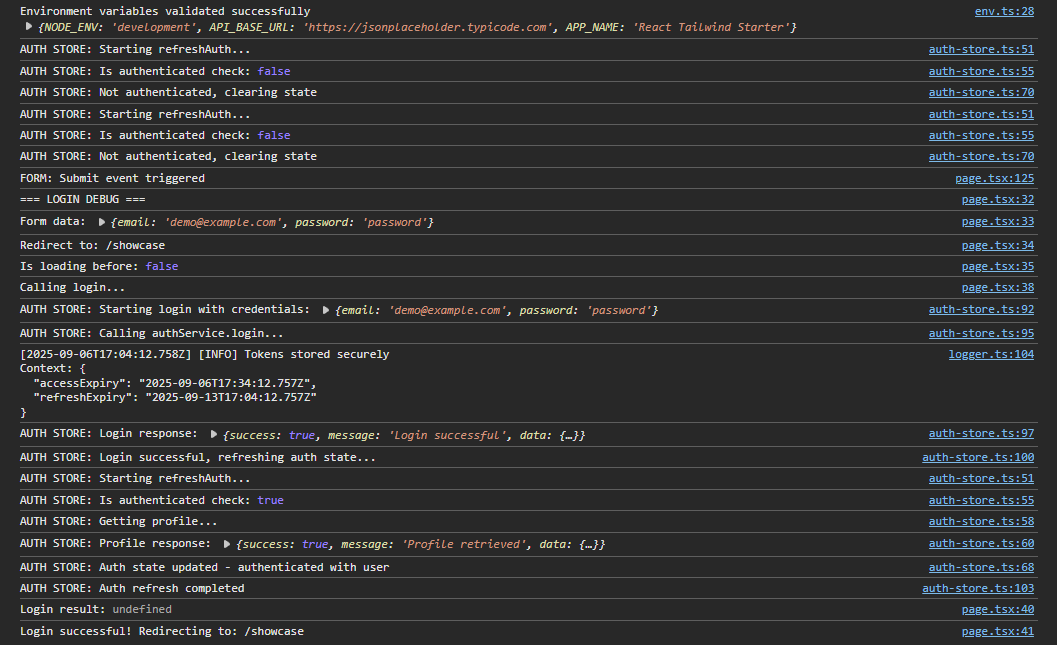 Environment variables validated successfully env.ts:28
▶ {NODE_ENV: 'development', API_BASE_URL: 'https://jsonplaceholder.typicode.com', APP_NAME: 'React Tailwind Starter'}
AUTH STORE: Starting refreshAuth... auth-store.ts:51
AUTH STORE: Is authenticated check: false auth-store.ts:55
AUTH STORE: Not authenticated, clearing state auth-store.ts:70
AUTH STORE: Starting refreshAuth... auth-store.ts:51
AUTH STORE: Is authenticated check: false auth-store.ts:55
AUTH STORE: Not authenticated, clearing state auth-store.ts:70
FORM: Submit event triggered page.tsx:125
=== LOGIN DEBUG === page.tsx:32
Form data: ▶ {email: 'demo@example.com', password: 'password'} page.tsx:33
Redirect to: /showcase page.tsx:34
Is loading before: false page.tsx:35
Calling login... page.tsx:38
AUTH STORE: Starting login with credentials: ▶ {email: 'demo@example.com', password: 'password'} auth-store.ts:92
AUTH STORE: Calling authService.login... auth-store.ts:95
[2025-09-06T17:04:12.758Z] [INFO] Tokens stored securely logger.ts:104
Context: {
"accessExpiry": "2025-09-06T17:34:12.757Z",
"refreshExpiry": "2025-09-13T17:04:12.757Z"
}
AUTH STORE: Login response: ▶ {success: true, message: 'Login successful', data: {…}} auth-store.ts:97
AUTH STORE: Login successful, refreshing auth state... auth-store.ts:100
AUTH STORE: Starting refreshAuth... auth-store.ts:51
AUTH STORE: Is authenticated check: true auth-store.ts:55
AUTH STORE: Getting profile... auth-store.ts:58
AUTH STORE: Profile response: ▶ {success: true, message: 'Profile retrieved', data: {…}} auth-store.ts:60
AUTH STORE: Auth state updated - authenticated with user auth-store.ts:68
AUTH STORE: Auth refresh completed auth-store.ts:103
Login result: undefined page.tsx:40
Login successful! Redirecting to: /showcase page.tsx:41